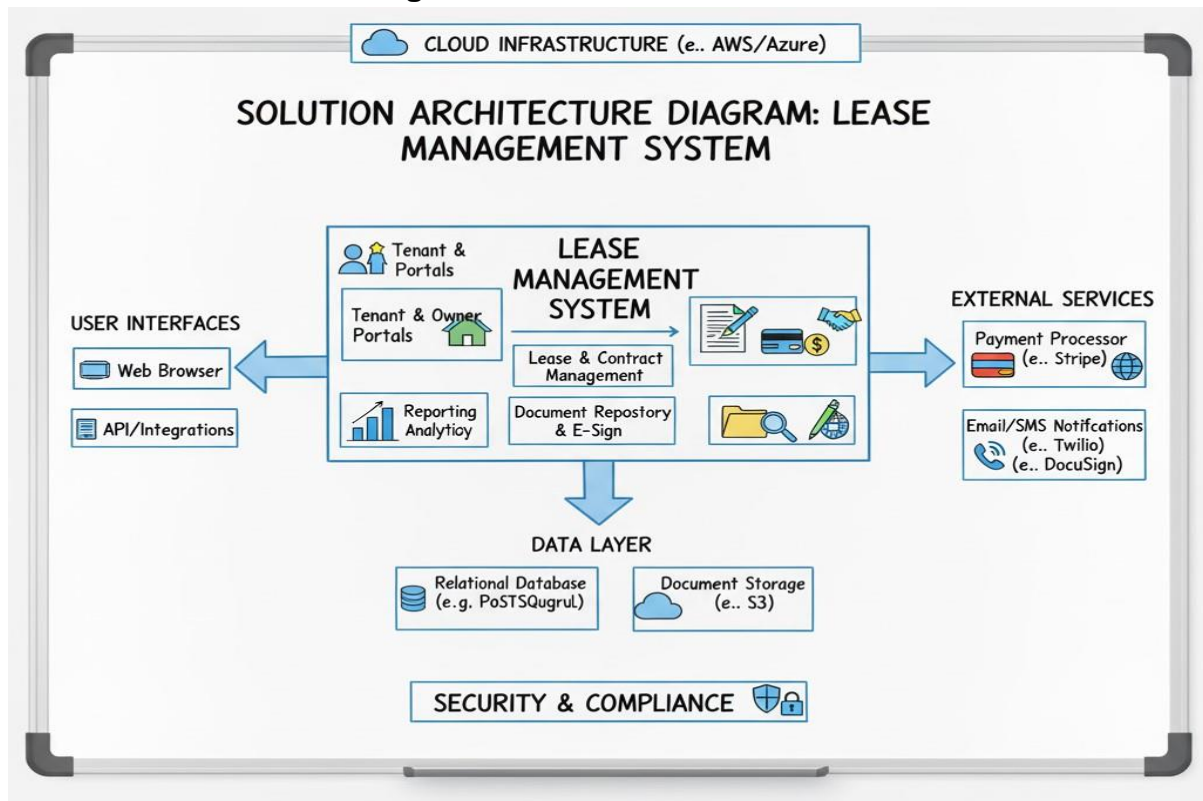 CLOUD INFRASTRUCTURE (e.. AWS/Azure)
SOLUTION ARCHITECTURE DIAGRAM: LEASE
MANAGEMENT SYSTEM
USER INTERFACES
Web Browser
API/Integrations
Tenant &
Portals
LEASE
MANAGEMENT
SYSTEM
Tenant & Owner
Portals
Lease & Contract
Management
$
Reporting
Analyticy
Document Repostory
& E-Sign
EXTERNAL SERVICES
Payment Processor
(e.. Stripe)
Email/SMS Notifcations
(e.. Twilio)
(e.. DocuSign)
DATA LAYER
Relational Database
(e.g. PoSTSQugrul)
Document Storage
(e.. S3)
SECURITY & COMPLIANCE